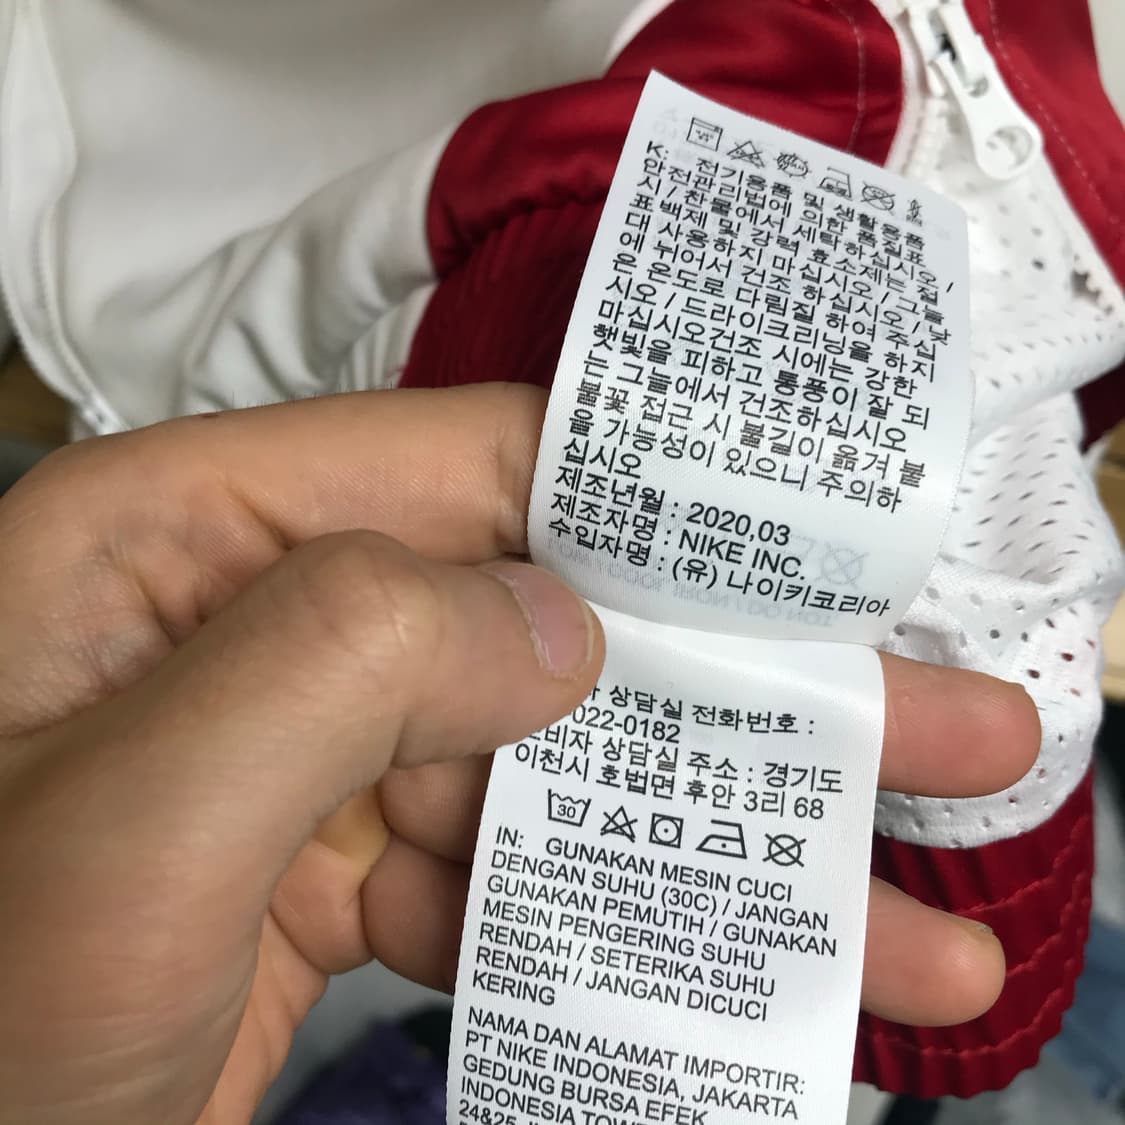 K: 전기용품 및 생활용품
안전관리법에 의한 품질표
시 / 찬물에서 세탁하십시오 /
표백제 및 강력 효소제는 절
대 사용하지 마십시오 / 그늘
에 뉘어서 건조 하십시오 / 낮
은 온도로 다림질 하여 주십
시오 / 드라이크리닝을 하지
마십시오건조 시에는 강한
햇빛을 피하고 통풍이 잘 되
는 그늘에서 건조하십시오
불꽃 접근 시 불길이 옮겨 붙
을 가능성이 있으니 주의하
십시오
제조년월 : 2020,03
제조자명 : NIKE INC.
수입자명 : (유) 나이키코리아
상담실 전화번호 :
022-0182
소비자 상담실 주소 : 경기도
이천시 호법면 후안 3리 68
30
IN: GUNAKAN MESIN CUCI
DENGAN SUHU (30C) / JANGAN
GUNAKAN PEMUTIH / GUNAKAN
MESIN PENGERING SUHU
RENDAH / SETERIKA SUHU
RENDAH / JANGAN DICUCI
KERING
NAMA DAN ALAMAT IMPORTIR:
PT NIKE INDONESIA, JAKARTA
GEDUNG BURSA EFEK
INDONESIA
24&25